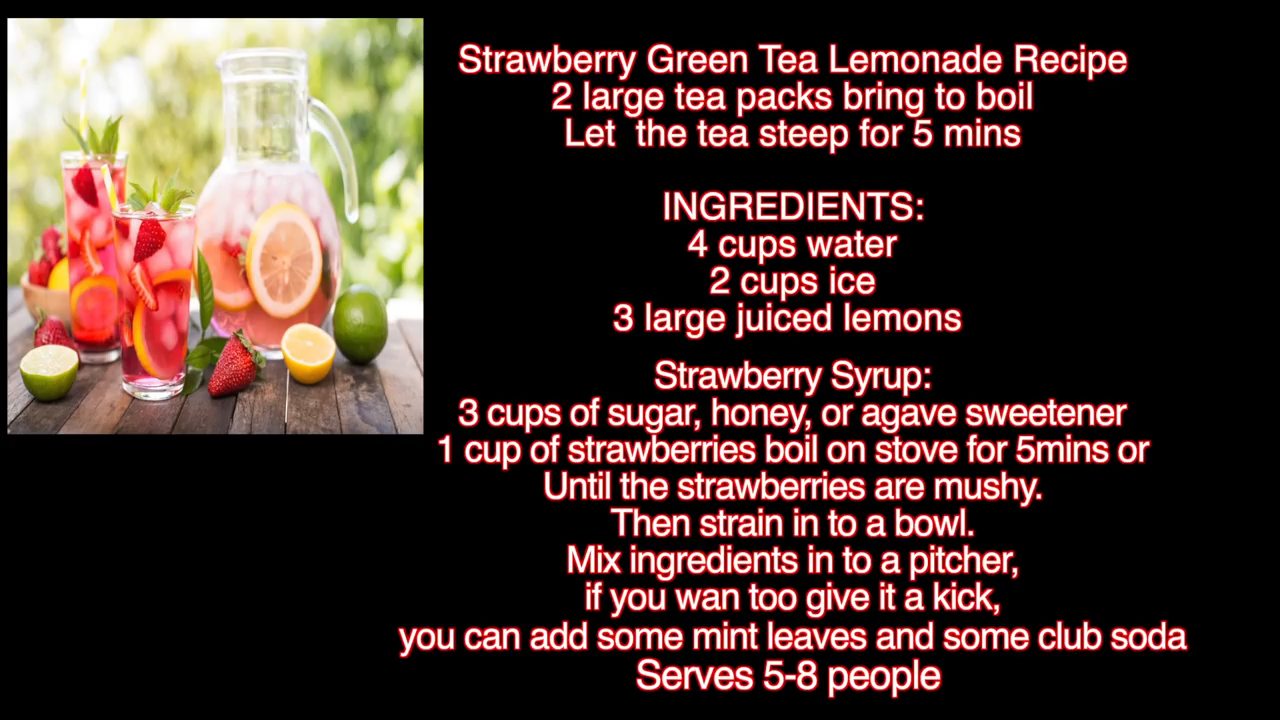 Strawberry Green Tea Lemonade Recipe
2 large tea packs bring to boil
Let  the tea steep for 5 mins
INGREDIENTS:
4 cups water
2 cups ice
3 large juiced lemons
Strawberry Syrup:
3 cups of sugar, honey, or agave sweetener
1 cup of strawberries boil on stove for 5mins or
Until the strawberries are mushy.
Then strain in to a bowl.
Mix ingredients in to a pitcher,
if you wan too give it a kick,
you can add some mint leaves and some club soda
Serves 5-8 people